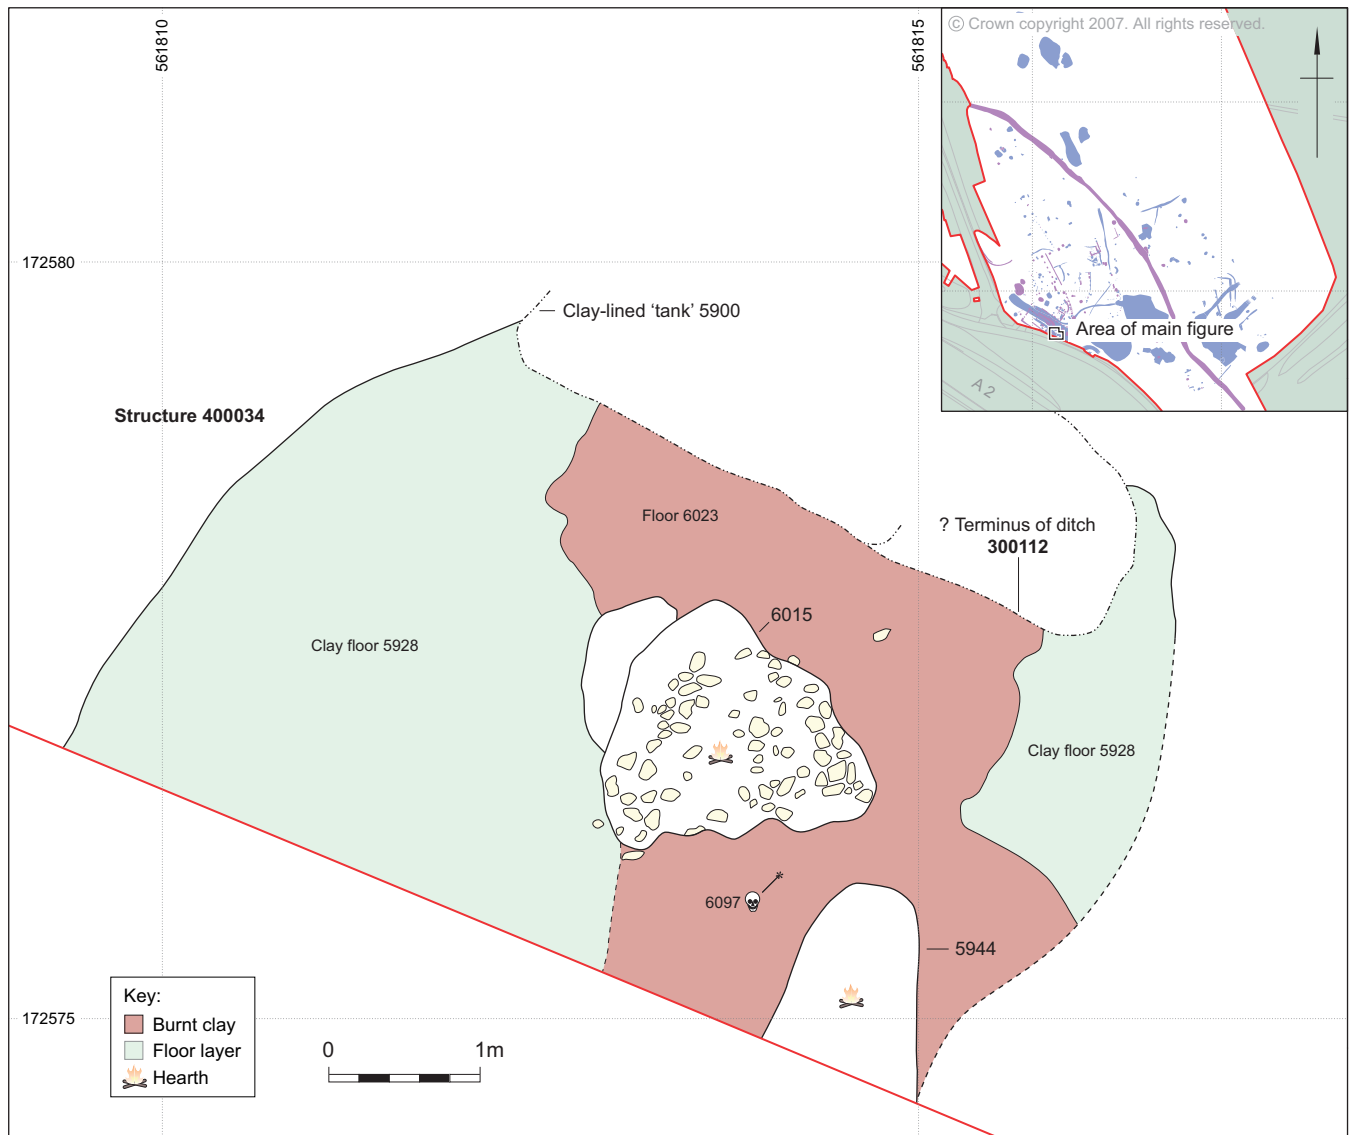 561810
561815
© Crown copyright 2007. All rights reserved.
172580
Clay-lined ‘tank’ 5900
Area of main figure
A 2
Structure 400034
Floor 6023
? Terminus of ditch
300112
6015
Clay floor 5928
Clay floor 5928
6097
5944
Key:
Burnt clay
Floor layer
Hearth
172575
0
1m